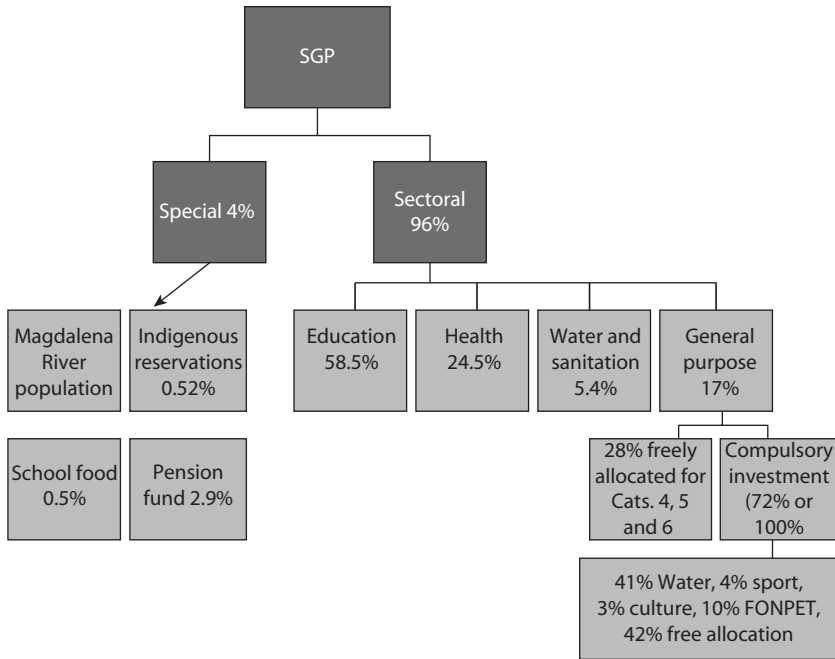 SGP
Special 4%
Sectoral
96%
Magdalena
River
population
Indigenous
reservations
0.52%
Education
58.5%
Health
24.5%
Water and
sanitation
5.4%
General
purpose
17%
School food
0.5%
Pension
fund 2.9%
28% freely
allocated for
Cats. 4, 5
and 6
Compulsory
investment
(72% or
100%
41% Water, 4% sport,
3% culture, 10% FONPET,
42% free allocation